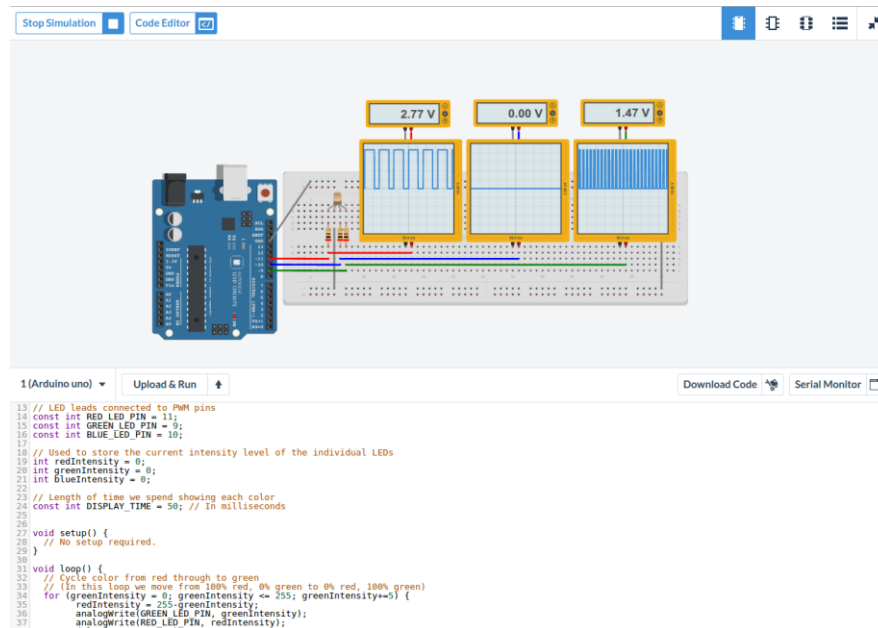 Stop Simulation
Code Editor
2.77 V
0.00 V
1.47 V
1 (Arduino uno)
Upload & Run
Download Code
Serial Monitor
13 // LED leads connected to PWM pins
14 const int RED_LED_PIN = 11;
15 const int GREEN_LED_PIN = 9;
16 const int BLUE_LED_PIN = 10;
17
18 // Used to store the current intensity level of the individual LEDs
19 int redIntensity = 0;
20 int greenIntensity = 0;
21 int blueIntensity = 0;
22
23 // Length of time we spend showing each color
24 const int DISPLAY_TIME = 50; // In milliseconds
25
26
27 void setup() {
28 // No setup required.
29 }
30
31 void loop() {
32 // Cycle color from red through to green
33 // (In this loop we move from 100% red, 0% green to 0% red, 100% green)
34 for (greenIntensity = 0; greenIntensity <= 255; greenIntensity+=5) {
35 redIntensity = 255-greenIntensity;
36 analogWrite(GREEN_LED_PIN, greenIntensity);
37 analogWrite(RED_LED_PIN, redIntensity);